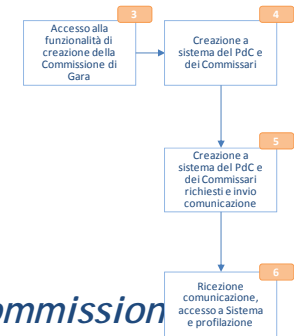 3
Accesso alla
funzionalità di
creazione della
Commissione di
Gara
4
Creazione a
sistema del PdC e
dei Commissari
5
Creazione a
sistema del PdC e
dei Commissari
richiesti e invio
comunicazione
6
Ricezione
comunicazione,
accesso a Sistema
e profilazione
ommission